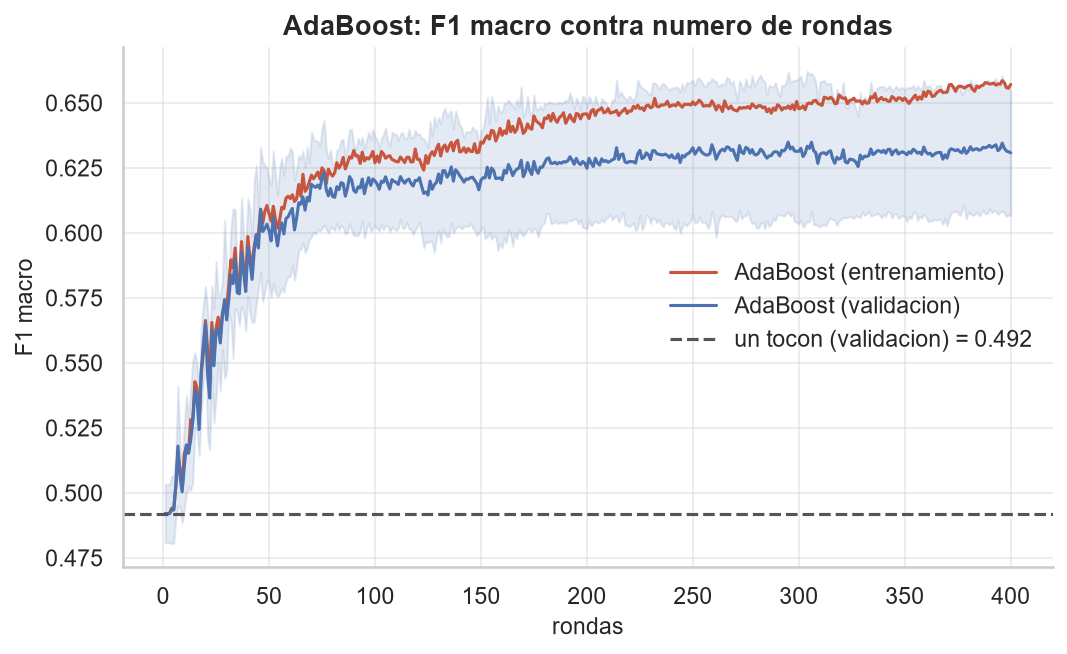 AdaBoost: F1 macro contra numero de rondas
F1 macro
0.650
0.625
0.600
0.575
0.550
0.525
0.500
0.475
AdaBoost (entrenamiento)
AdaBoost (validacion)
un tocon (validacion) = 0.492
0 50 100 150 200 250 300 350 400
rondas